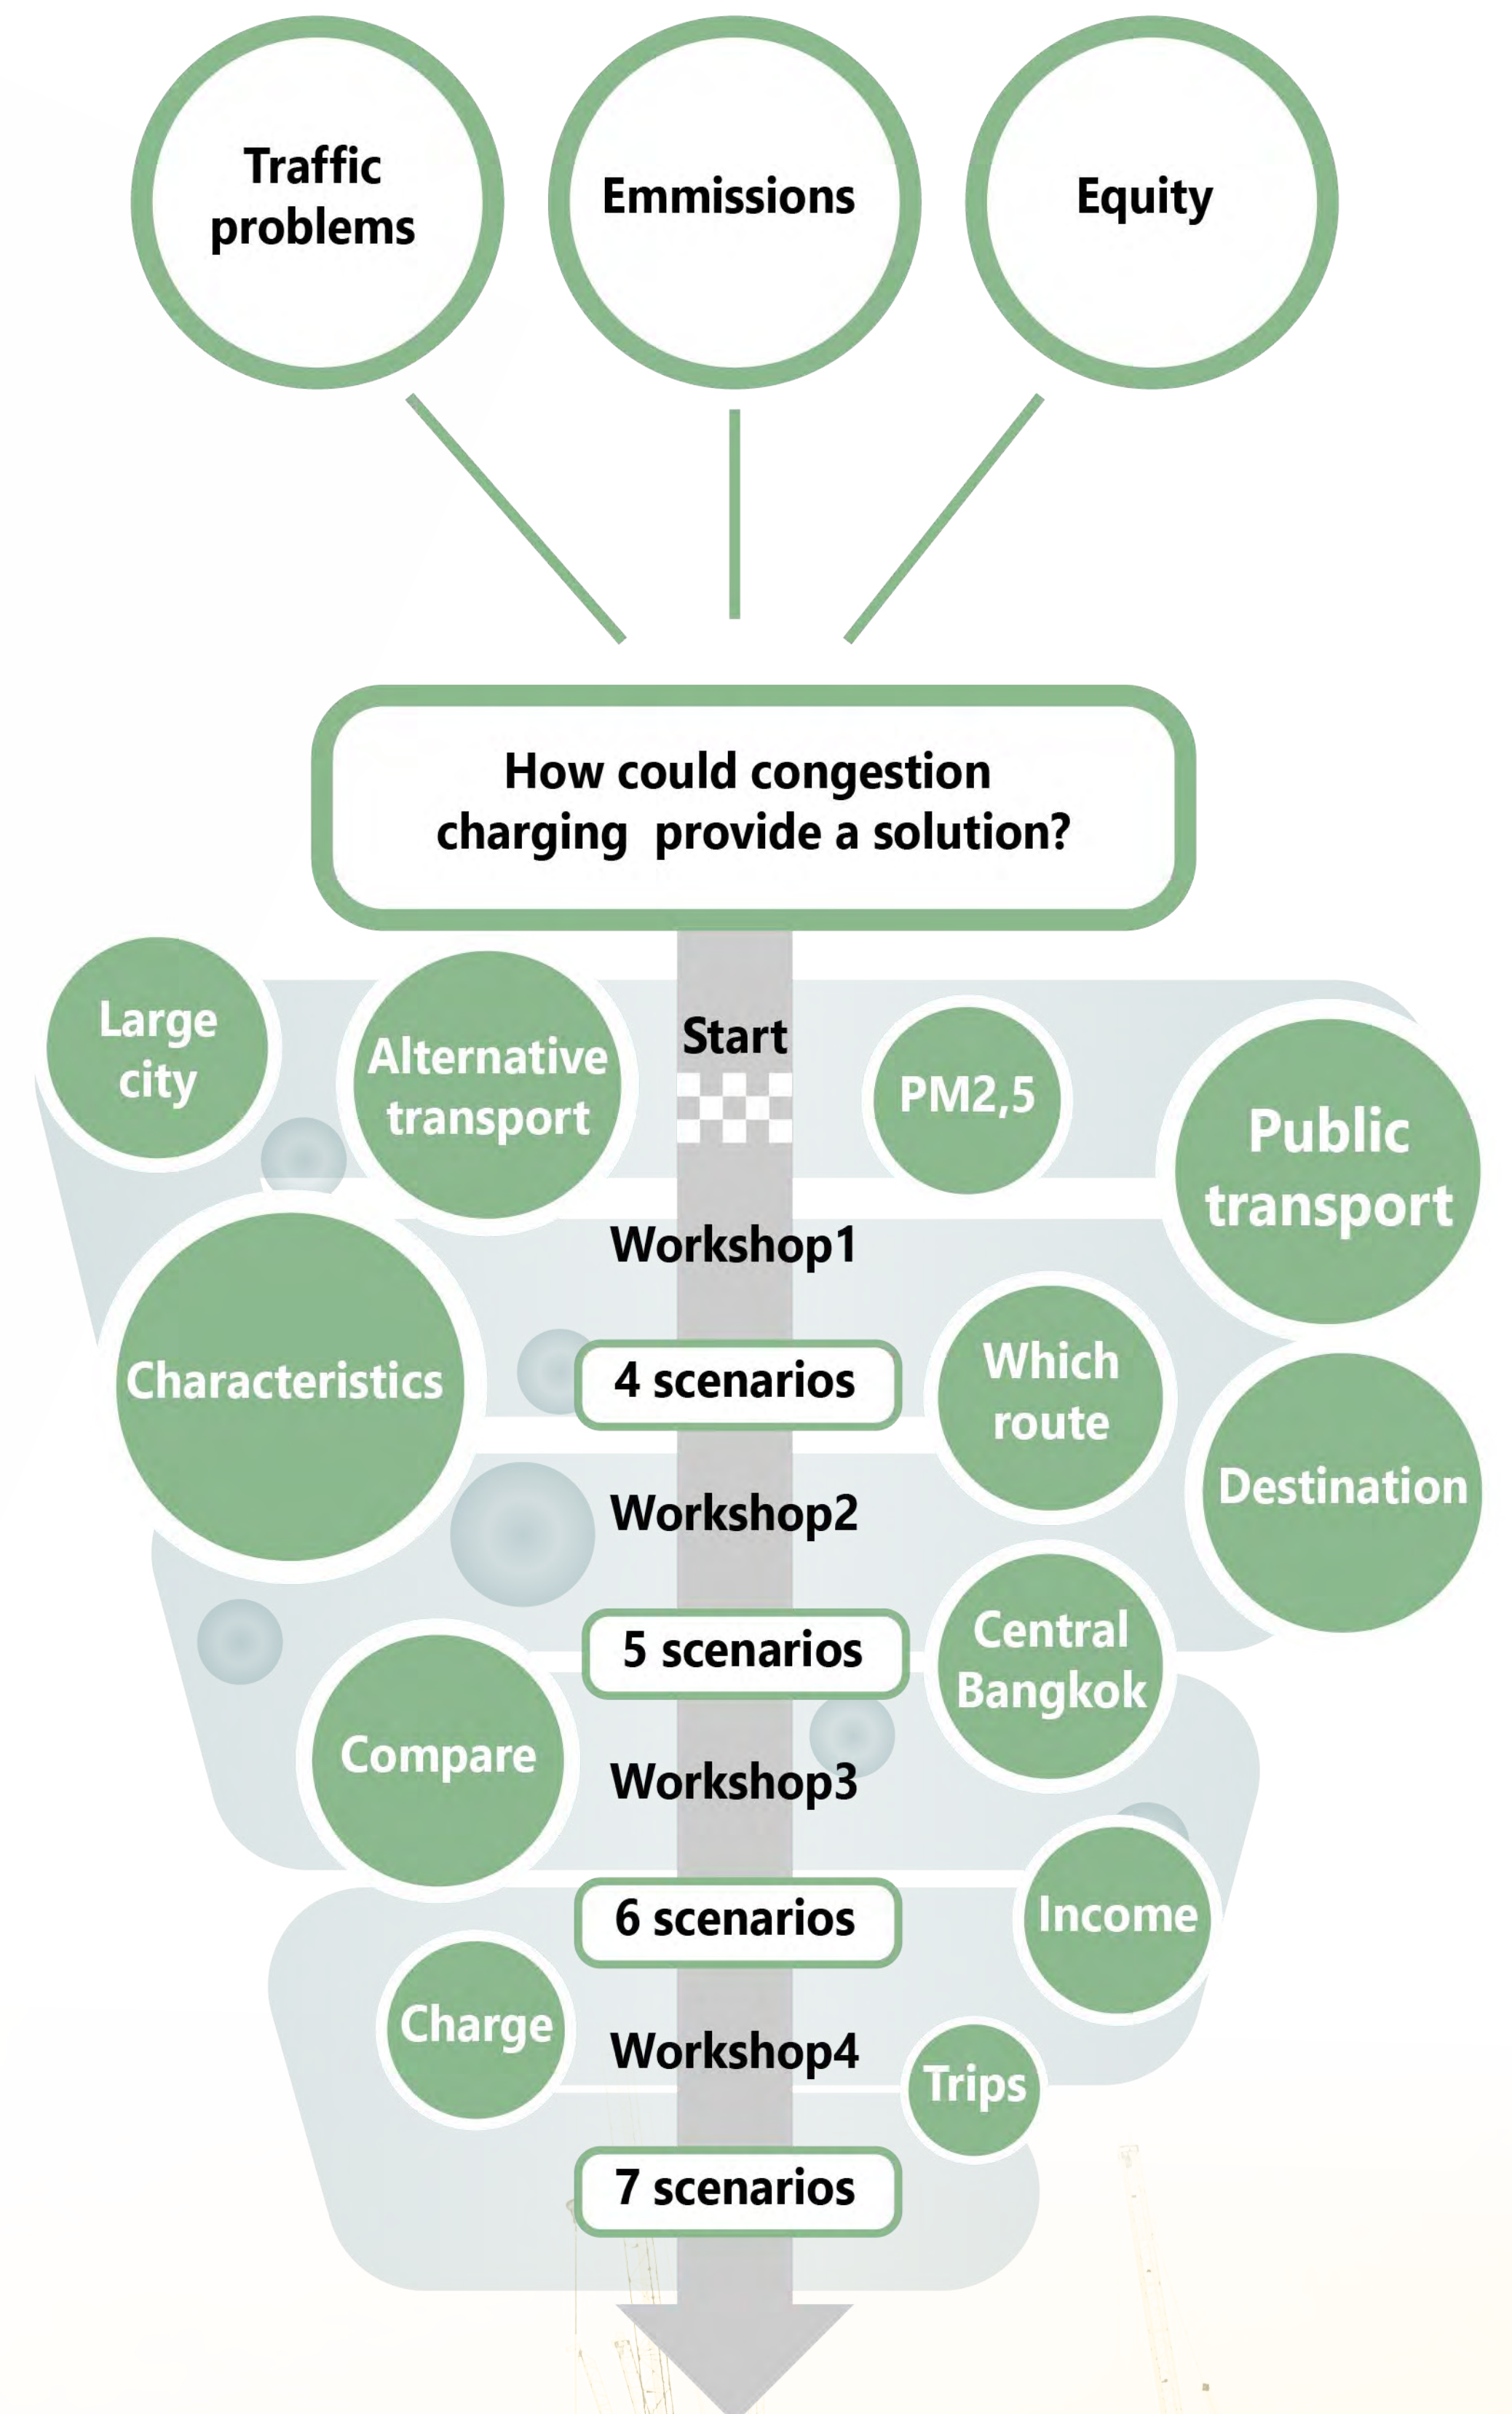 Traffic
problems
Emmissions
Equity
How could congestion
charging  provide a solution?
Large
city
Alternative
transport
Start
PM2,5
Public
transport
Workshop1
Characteristics
4 scenarios
Which
route
Workshop2
Destination
5 scenarios
Central
Bangkok
Compare
Workshop3
6 scenarios
Income
Charge
Workshop4
Trips
7 scenarios